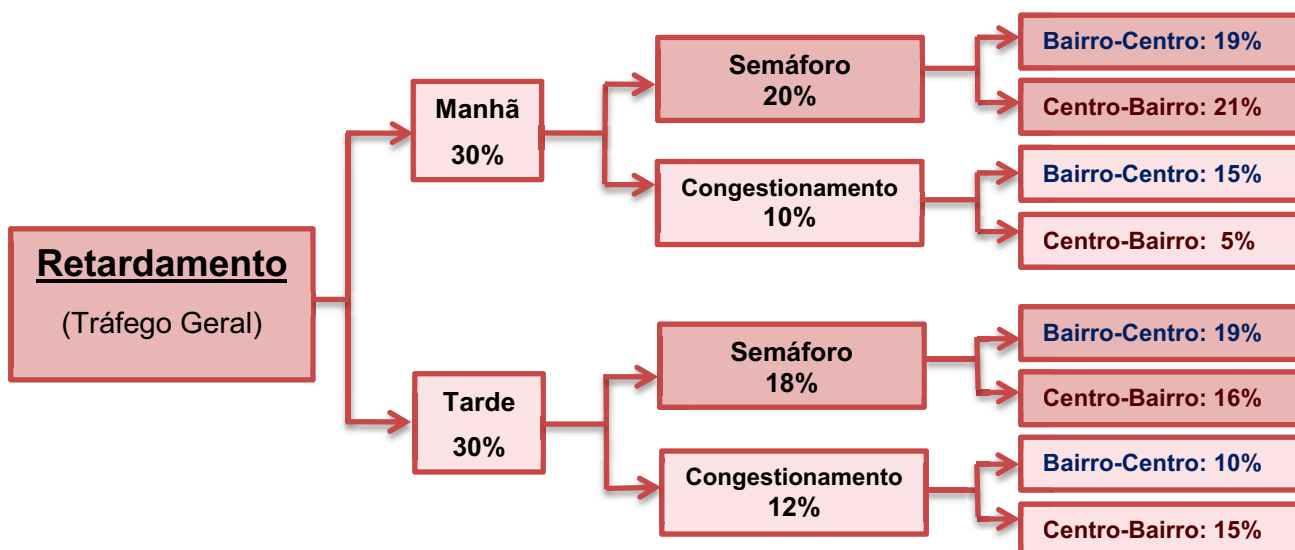 Retardamento
(Tráfego Geral)
Manhã
30%
Semáforo
20%
Bairro-Centro: 19%
Centro-Bairro: 21%
Congestionamento
10%
Bairro-Centro: 15%
Centro-Bairro: 5%
Tarde
30%
Semáforo
18%
Bairro-Centro: 19%
Centro-Bairro: 16%
Congestionamento
12%
Bairro-Centro: 10%
Centro-Bairro: 15%